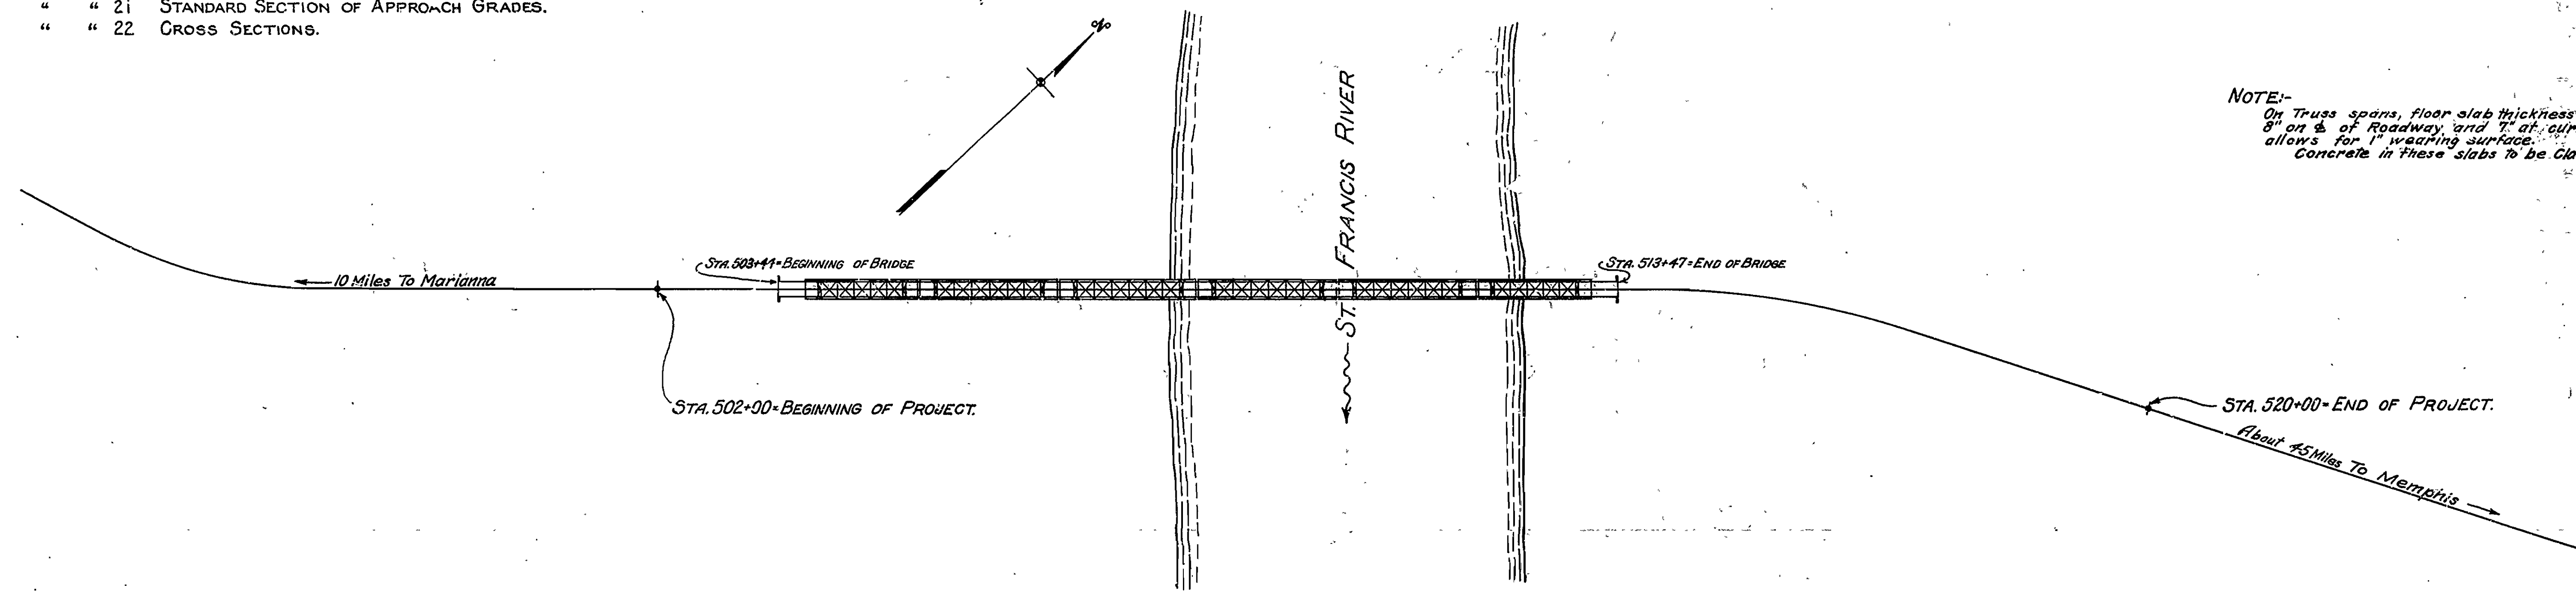 “ “ 21 STANDARD SECTION OF APPROACH GRADES.
“ “ 22 CROSS SECTIONS.
NOTE:-
On Truss spans, floor slab thickness
8" on ℄ of Roadway, and 7" at cur
allows for 1" wearing surface.
Concrete in these slabs to be Cla
ST. FRANCIS RIVER
10 Miles To Marianna
STA. 503+41=BEGINNING OF BRIDGE
STA. 513+47=END OF BRIDGE
STA. 502+00=BEGINNING OF PROJECT.
STA. 520+00=END OF PROJECT.
About 45 Miles To Memphis